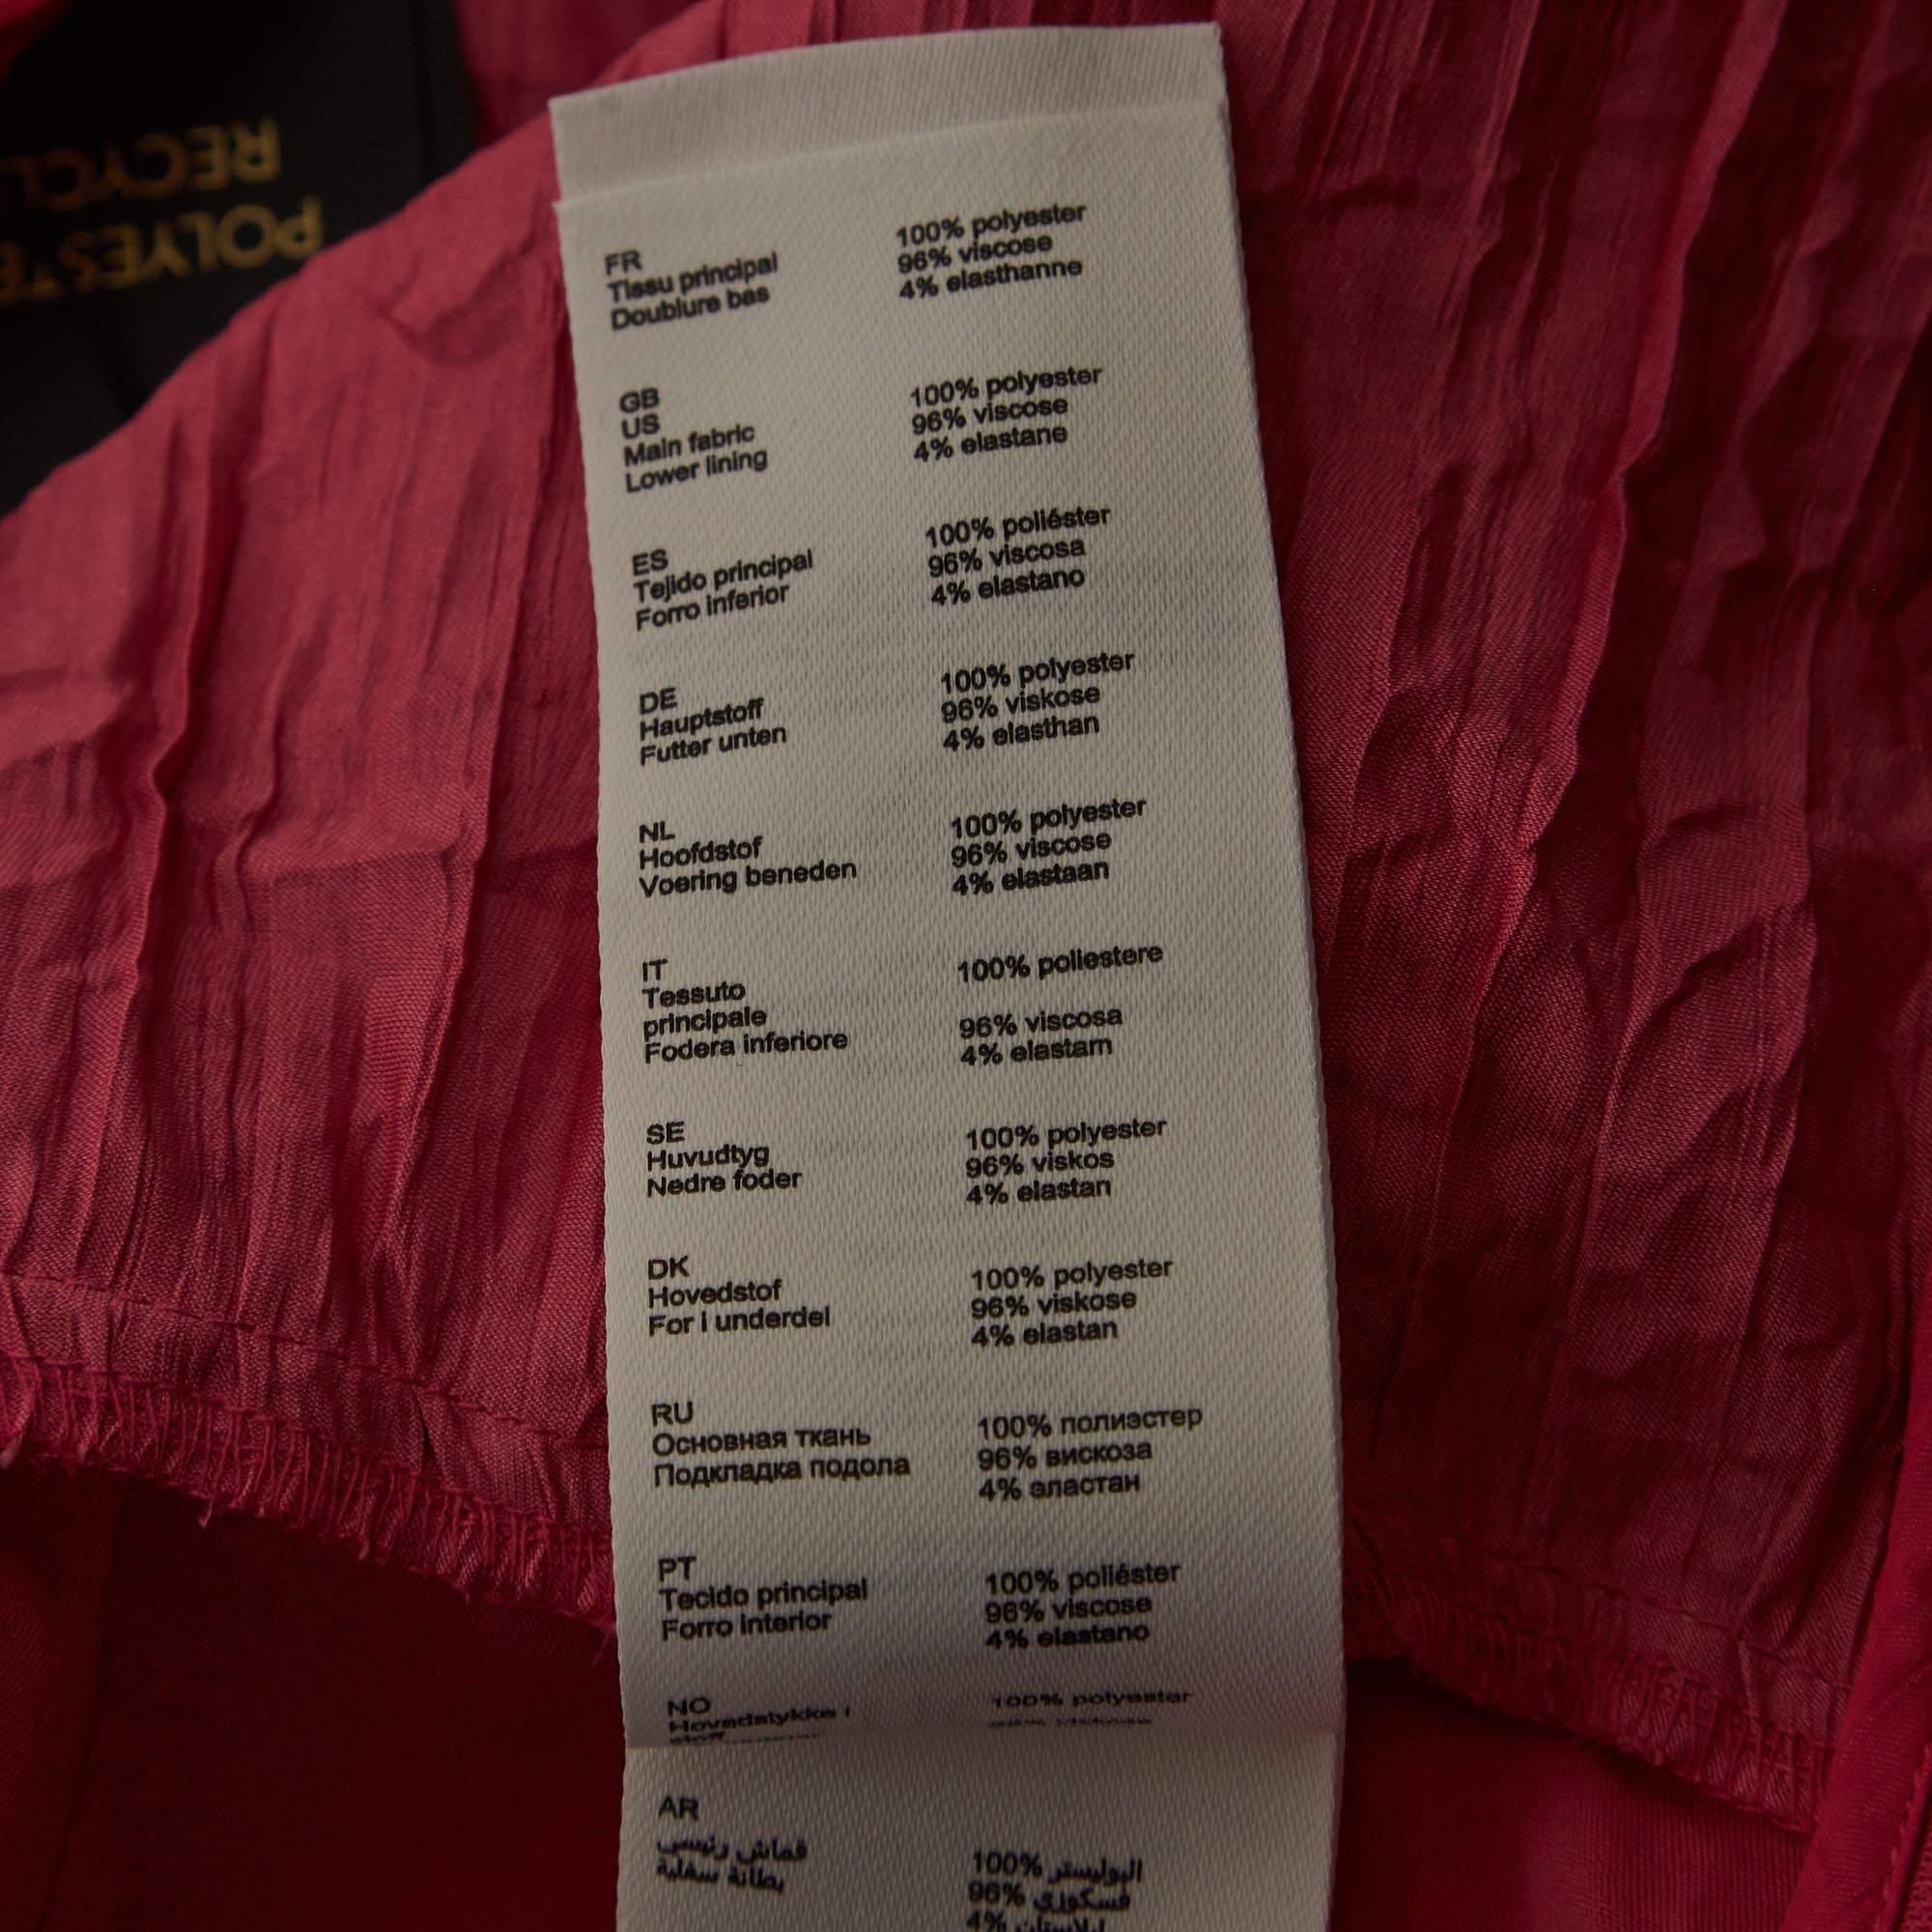 POLYESTE
RECYCL
FR
Tissu principal 100% polyester
Doublure bas 96% viscose
4% elasthanne
GB
US
Main fabric 100% polyester
Lower lining 96% viscose
4% elastane
ES
Tejido principal 100% poliéster
Forro inferior 96% viscosa
4% elastano
DE
Hauptstoff 100% polyester
Futter unten 96% viskose
4% elasthan
NL
Hoofdstof 100% polyester
Voering beneden 96% viscose
4% elastaan
IT
Tessuto 100% poliestere
principale
Fodera inferiore 96% viscosa
4% elastam
SE
Huvudtyg 100% polyester
Nedre foder 96% viskos
4% elastan
DK
Hovedstof 100% polyester
For i underdel 96% viskose
4% elastan
RU
Основная ткань 100% полиэстер
Подкладка подола 96% вискоза
4% эластан
PT
Tecido principal 100% poliéster
Forro Interior 96% viscose
4% elastano
NO
Hovedstykke i 100% polyester
stoff
AR
قماش رئيسي 100% البوليستر
بطانة سفلية 96% فسكوزي
4% إيلاستان